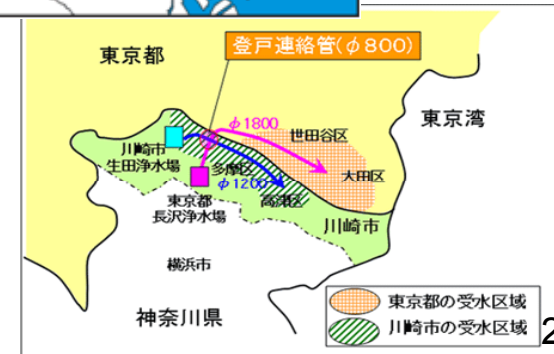 登戸連絡管(φ800)
東京都
東京湾
φ1800
世田谷区
川崎市
生田浄水場
多摩区
大田区
φ1200
高津区
東京都
長沢浄水場
川崎市
横浜市
神奈川県
東京都の受水区域
川崎市の受水区域
2